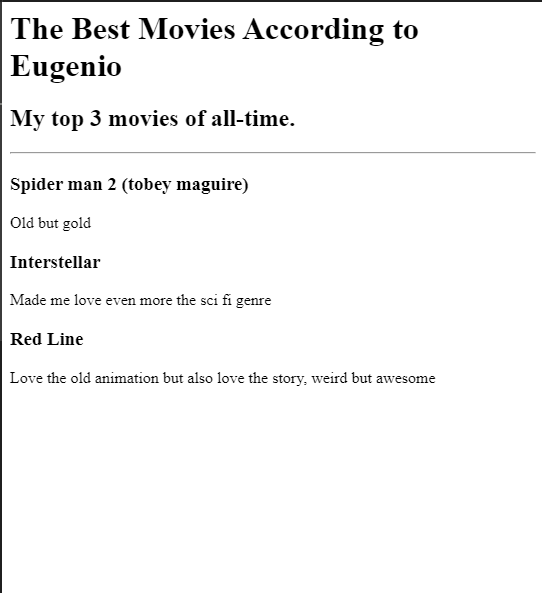 The Best Movies According to
Eugenio
My top 3 movies of all-time.
Spider man 2 (tobey maguire)
Old but gold
Interstellar
Made me love even more the sci fi genre
Red Line
Love the old animation but also love the story, weird but awesome